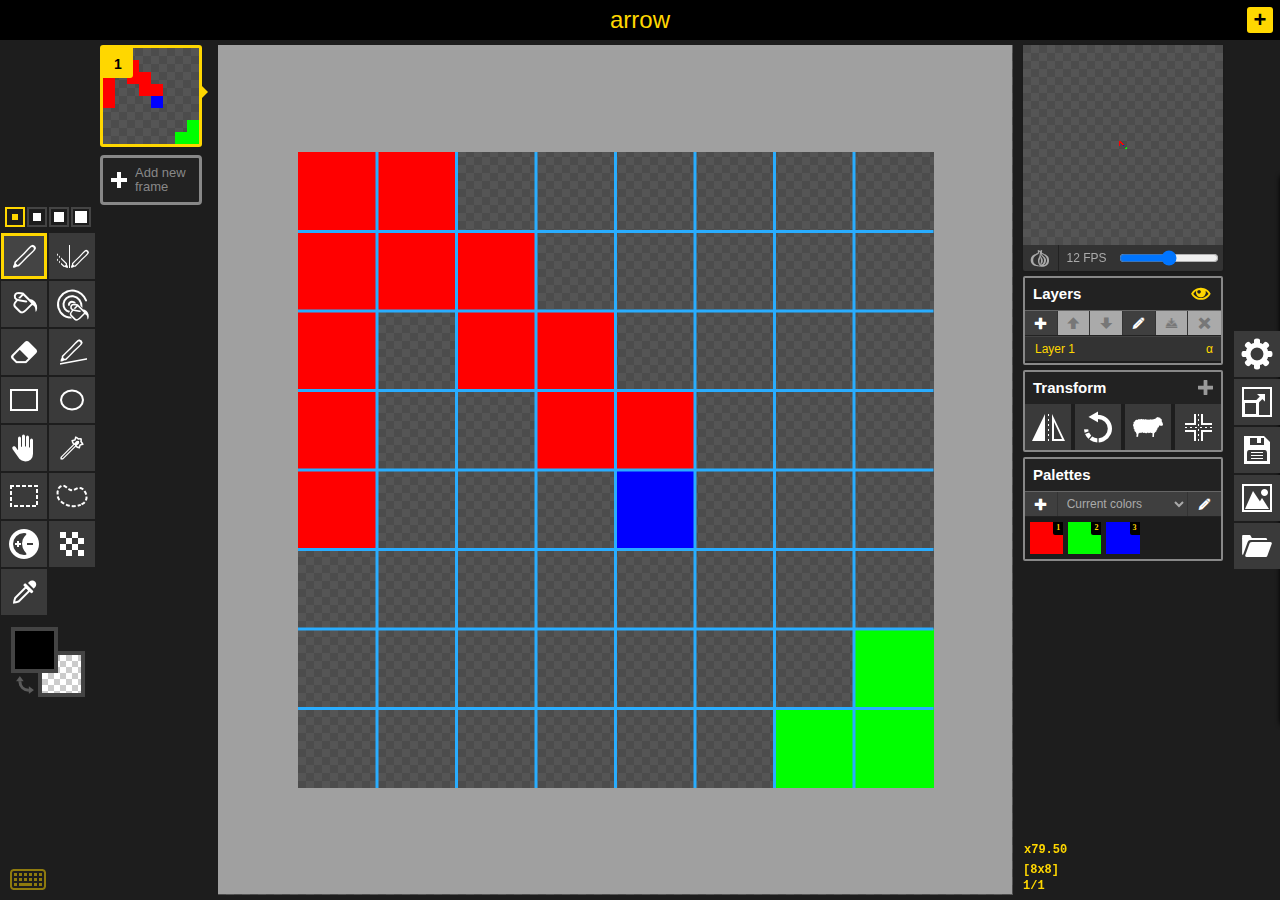 arrow
+
1
Add new
frame
12 FPS
Layers
Layer 1
α
Transform
Palettes
Current colors
1
2
3
x79.50
[8x8]
1/1